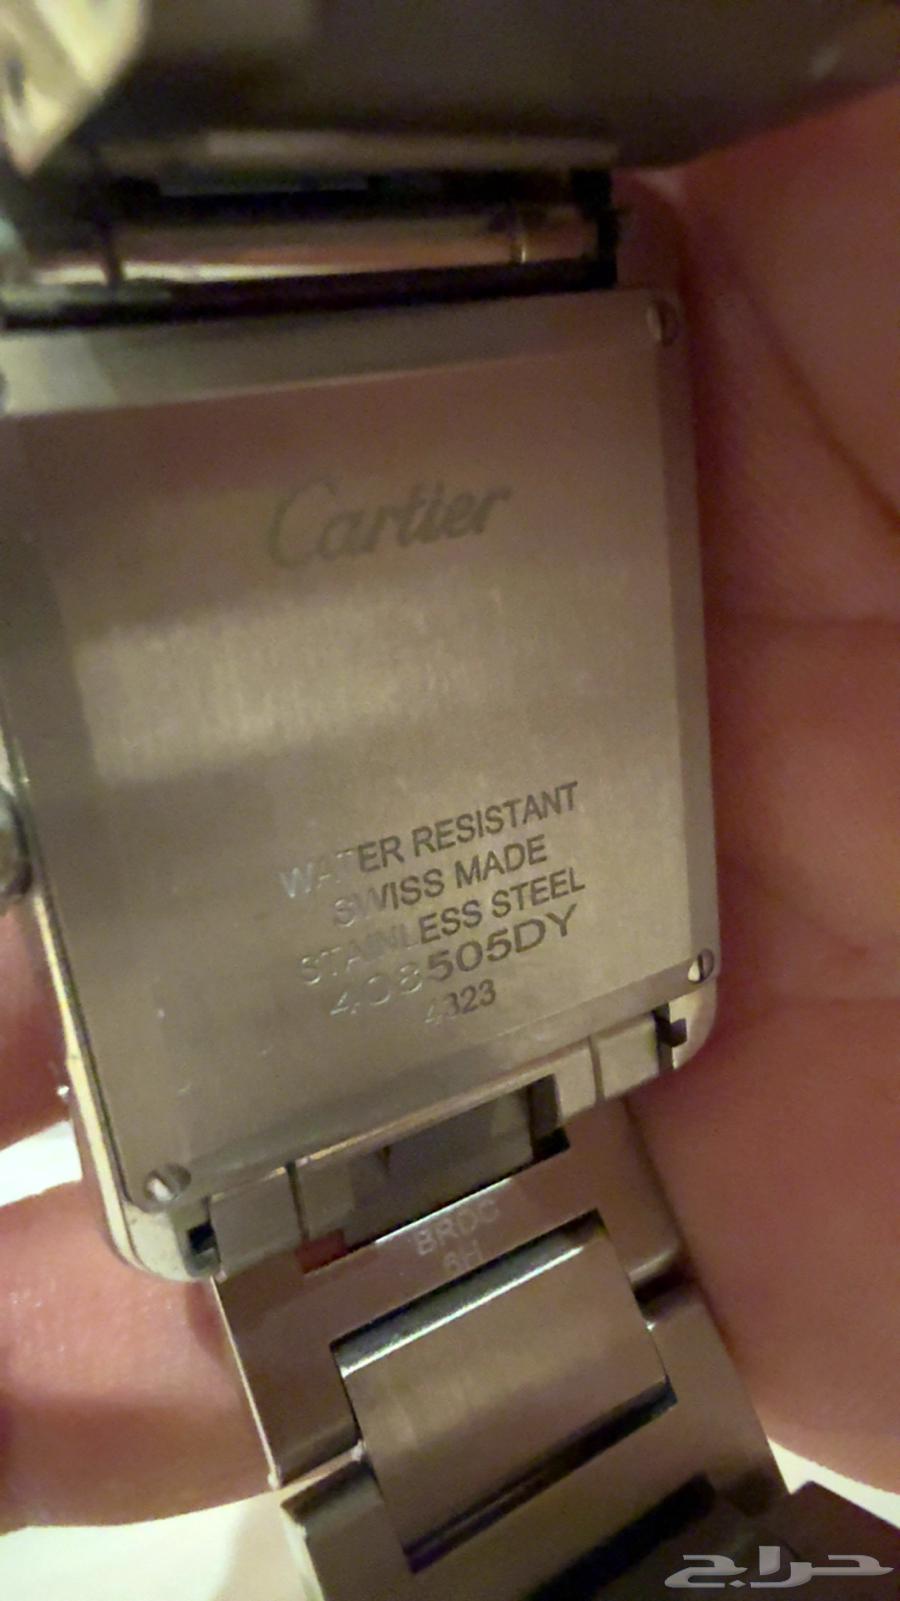 Cartier
WATER RESISTANT
SWISS MADE
STAINLESS STEEL
408505DY
4323
BRDC
6H
حراج